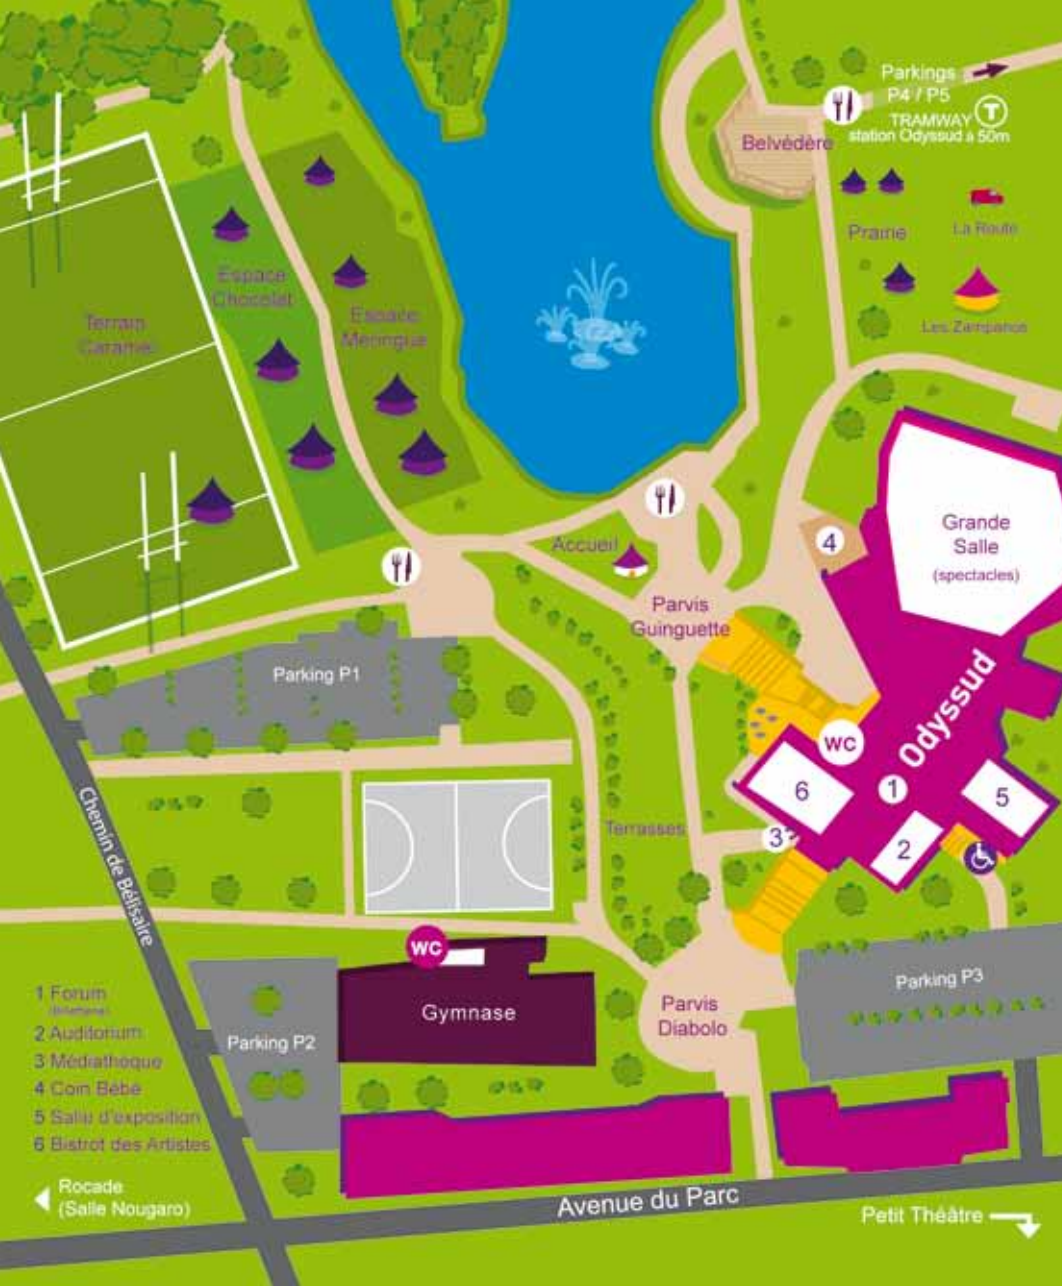 Parkings
P4 / P5
TRAMWAY T
station Odyssud à 50m
Belvédère
Prairie
La Route
Les Zampanos
Espace
Chocolat
Espace
Meringue
Terrain
Caramel
Grande
Salle
(spectacles)
4
Accueil
Parvis
Guinguette
Parking P1
Odyssud
WC
1
6
5
3
2
Terrasses
Chemin de Bélisaire
WC
Gymnase
Parking P2
Parking P3
Parvis
Diabolo
1 Forum
(Billetterie)
2 Auditorium
3 Médiathèque
4 Coin Bébé
5 Salle d'exposition
6 Bistrot des Artistes
Rocade
(Salle Nougaro)
Avenue du Parc
Petit Théâtre